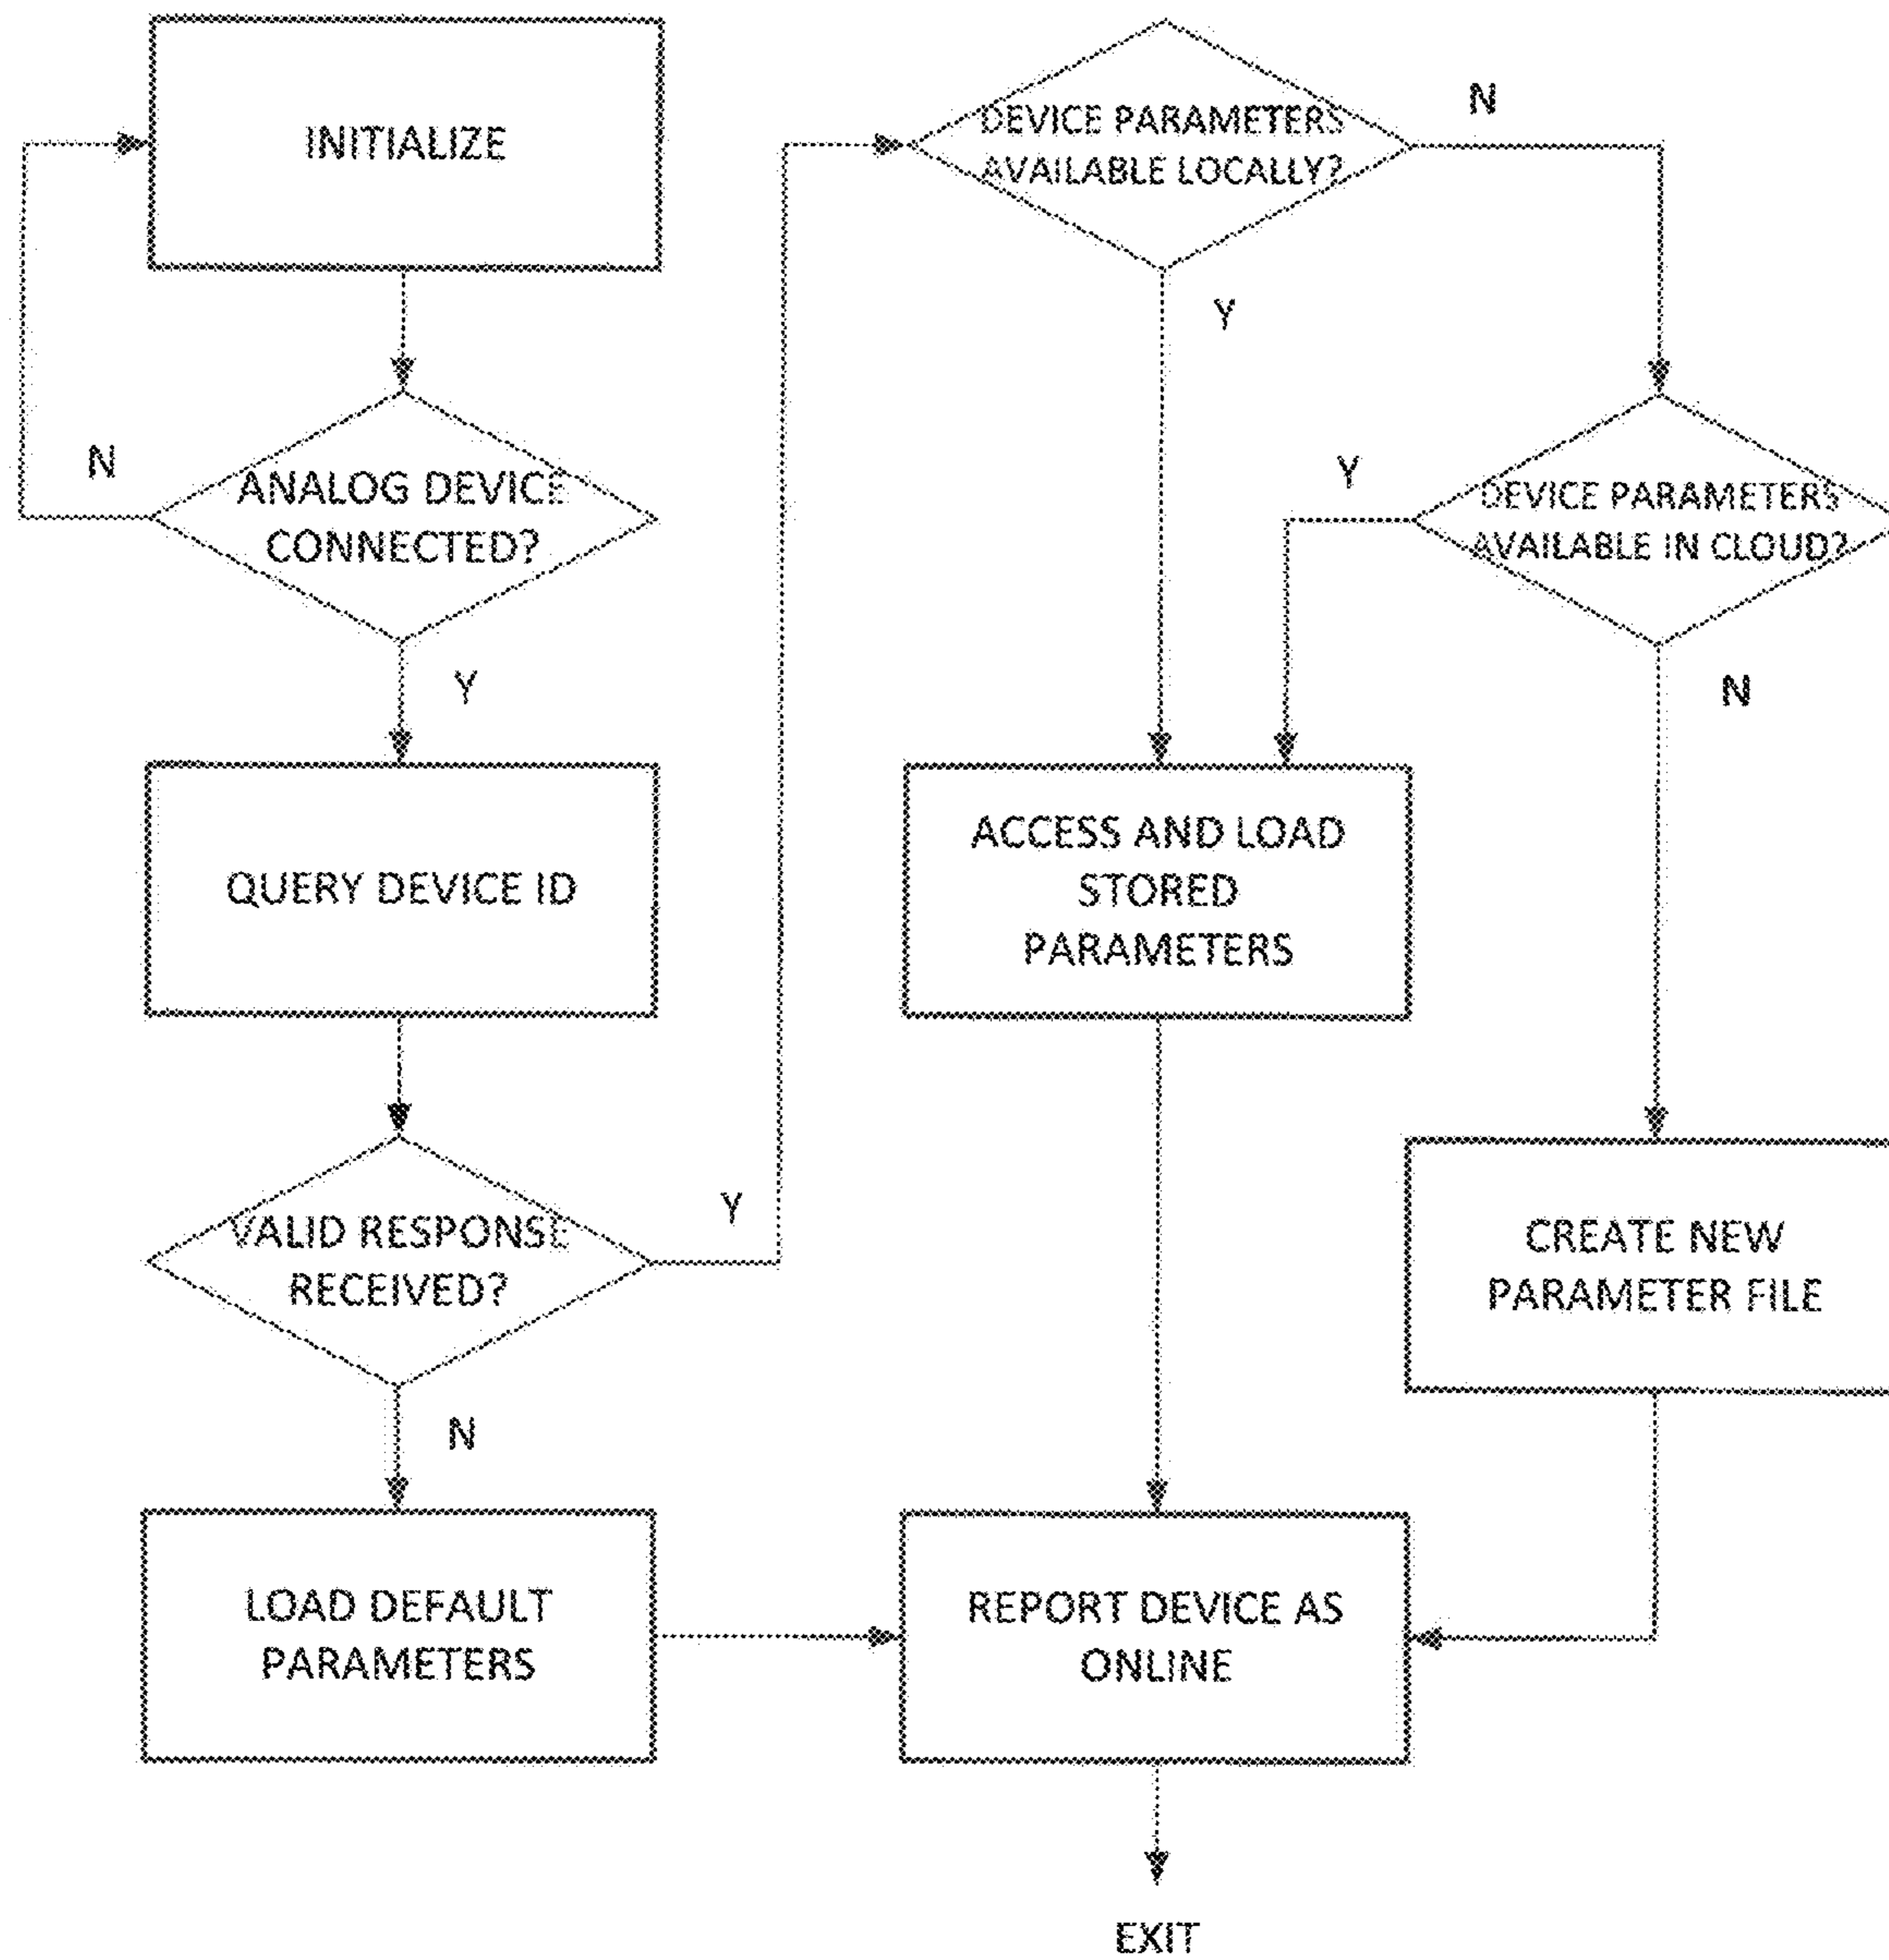 INITIALIZE
N
ANALOG DEVICE
CONNECTED?
Y
QUERY DEVICE ID
VALID RESPONSE
RECEIVED?
Y
N
LOAD DEFAULT
PARAMETERS
DEVICE PARAMETERS
AVAILABLE LOCALLY?
N
Y
DEVICE PARAMETERS
AVAILABLE IN CLOUD?
Y
N
ACCESS AND LOAD
STORED
PARAMETERS
CREATE NEW
PARAMETER FILE
REPORT DEVICE AS
ONLINE
EXIT